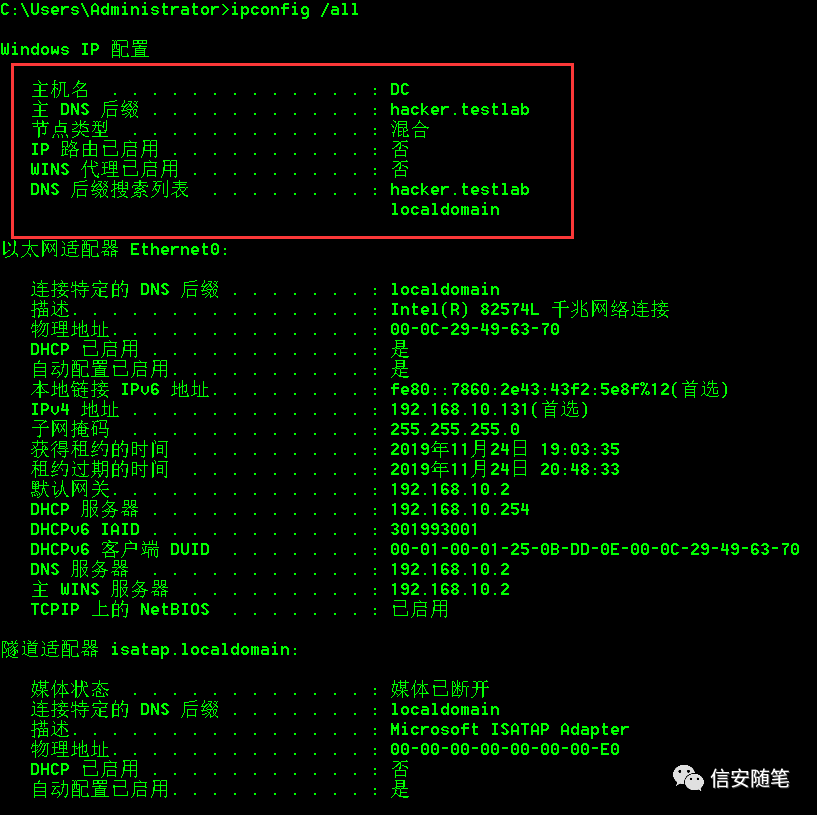 C:\Users\Administrator>ipconfig /all
Windows IP 配置
主机名 . . . . . . . . . . . . . : DC
主 DNS 后缀 . . . . . . . . . . . : hacker.testlab
节点类型 . . . . . . . . . . . . : 混合
IP 路由已启用 . . . . . . . . . . : 否
WINS 代理已启用 . . . . . . . . . : 否
DNS 后缀搜索列表 . . . . . . . . : hacker.testlab
localdomain
以太网适配器 Ethernet0:
连接特定的 DNS 后缀 . . . . . . . : localdomain
描述. . . . . . . . . . . . . . . : Intel(R) 82574L 千兆网络连接
物理地址. . . . . . . . . . . . . : 00-0C-29-49-63-70
DHCP 已启用 . . . . . . . . . . . : 是
自动配置已启用. . . . . . . . . . : 是
本地链接 IPv6 地址. . . . . . . . : fe80::7860:2e43:43f2:5e8f%12(首选)
IPv4 地址 . . . . . . . . . . . . : 192.168.10.131(首选)
子网掩码 . . . . . . . . . . . . : 255.255.255.0
获得租约的时间 . . . . . . . . . : 2019年11月24日 19:03:35
租约过期的时间 . . . . . . . . . : 2019年11月24日 20:48:33
默认网关. . . . . . . . . . . . . : 192.168.10.2
DHCP 服务器 . . . . . . . . . . . : 192.168.10.254
DHCPv6 IAID . . . . . . . . . . . : 301993001
DHCPv6 客户端 DUID . . . . . . . : 00-01-00-01-25-0B-DD-0E-00-0C-29-49-63-70
DNS 服务器 . . . . . . . . . . . : 192.168.10.2
主 WINS 服务器 . . . . . . . . . : 192.168.10.2
TCPIP 上的 NetBIOS . . . . . . . : 已启用
隧道适配器 isatap.localdomain:
媒体状态 . . . . . . . . . . . . : 媒体已断开
连接特定的 DNS 后缀 . . . . . . . : localdomain
描述. . . . . . . . . . . . . . . : Microsoft ISATAP Adapter
物理地址. . . . . . . . . . . . . : 00-00-00-00-00-00-00-E0
DHCP 已启用 . . . . . . . . . . . : 否
自动配置已启用. . . . . . . . . . : 是
信安随笔